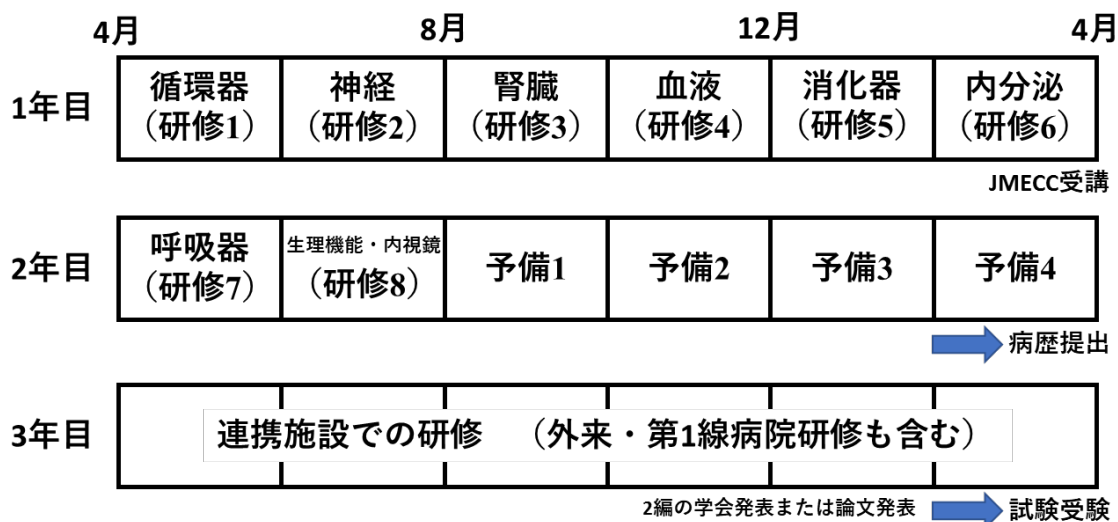 4月 8月 12月 4月
1年目
循環器 神経 腎臓 血液 消化器 内分泌
(研修1) (研修2) (研修3) (研修4) (研修5) (研修6)
JMECC受講
2年目
呼吸器 生理機能・内視鏡 予備1 予備2 予備3 予備4
(研修7) (研修8)
病歴提出
3年目
連携施設での研修 (外来・第1線病院研修も含む)
2編の学会発表または論文発表 試験受験